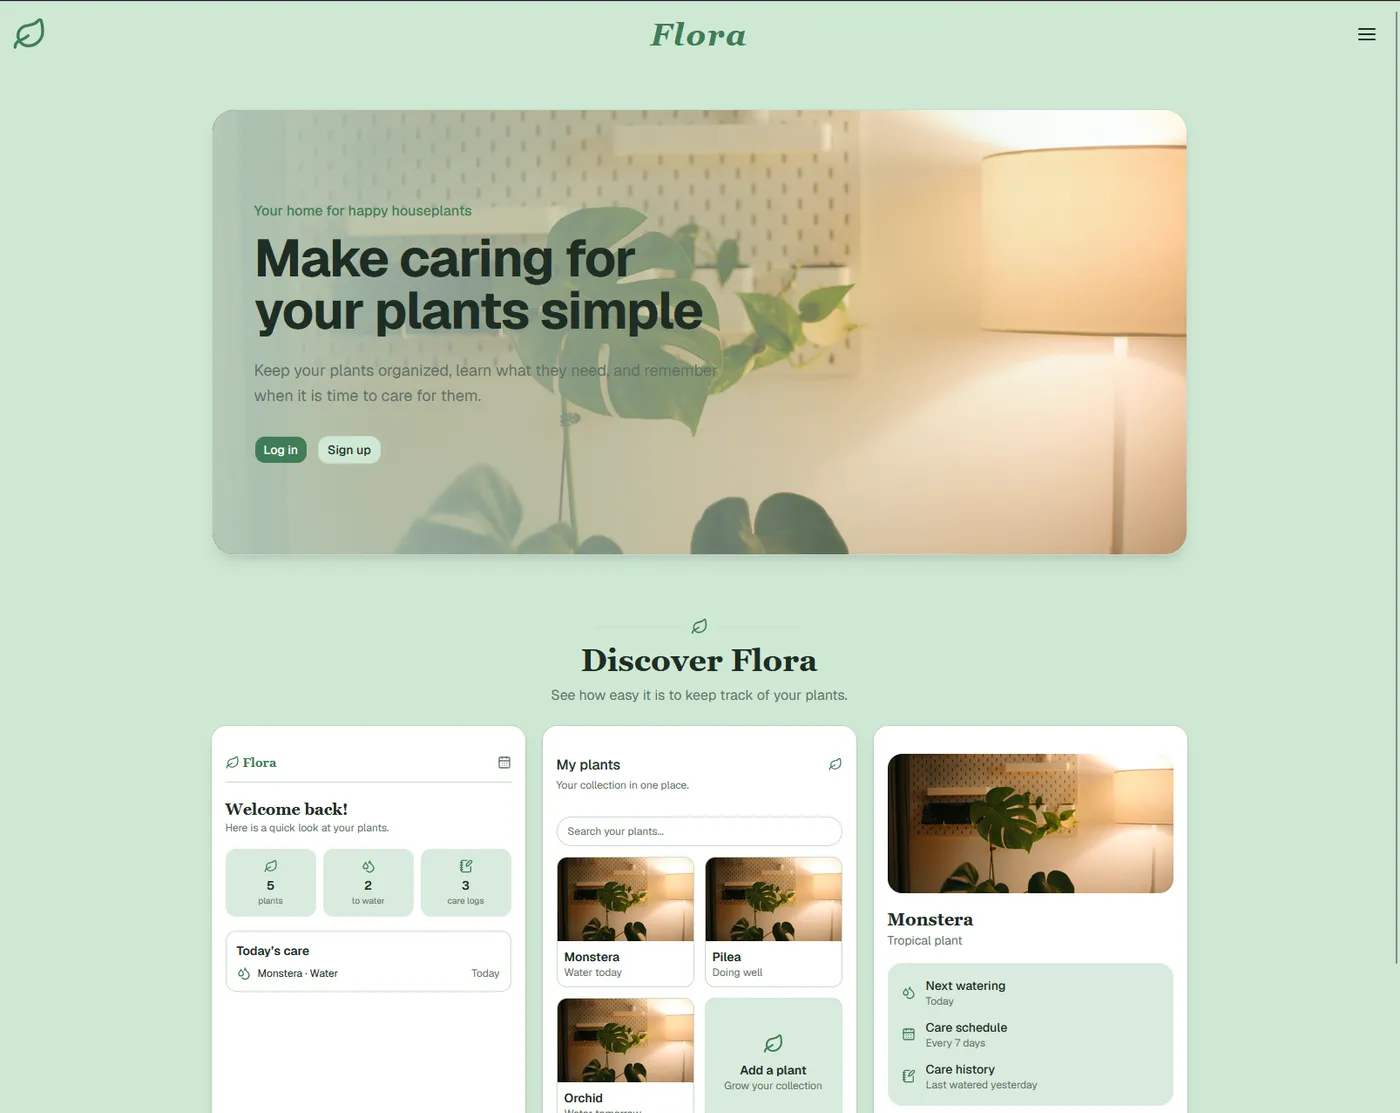 Flora
Your home for happy houseplants
Make caring for
your plants simple
Keep your plants organized, learn what they need, and remember
when it is time to care for them.
Log in
Sign up
Discover Flora
See how easy it is to keep track of your plants.
Flora
Welcome back!
Here is a quick look at your plants.
5
plants
2
to water
3
care logs
Today's care
Monstera · Water
Today
My plants
Your collection in one place.
Search your plants...
Monstera
Water today
Pilea
Doing well
Orchid
Water tomorrow
Add a plant
Grow your collection
Monstera
Tropical plant
Next watering
Today
Care schedule
Every 7 days
Care history
Last watered yesterday